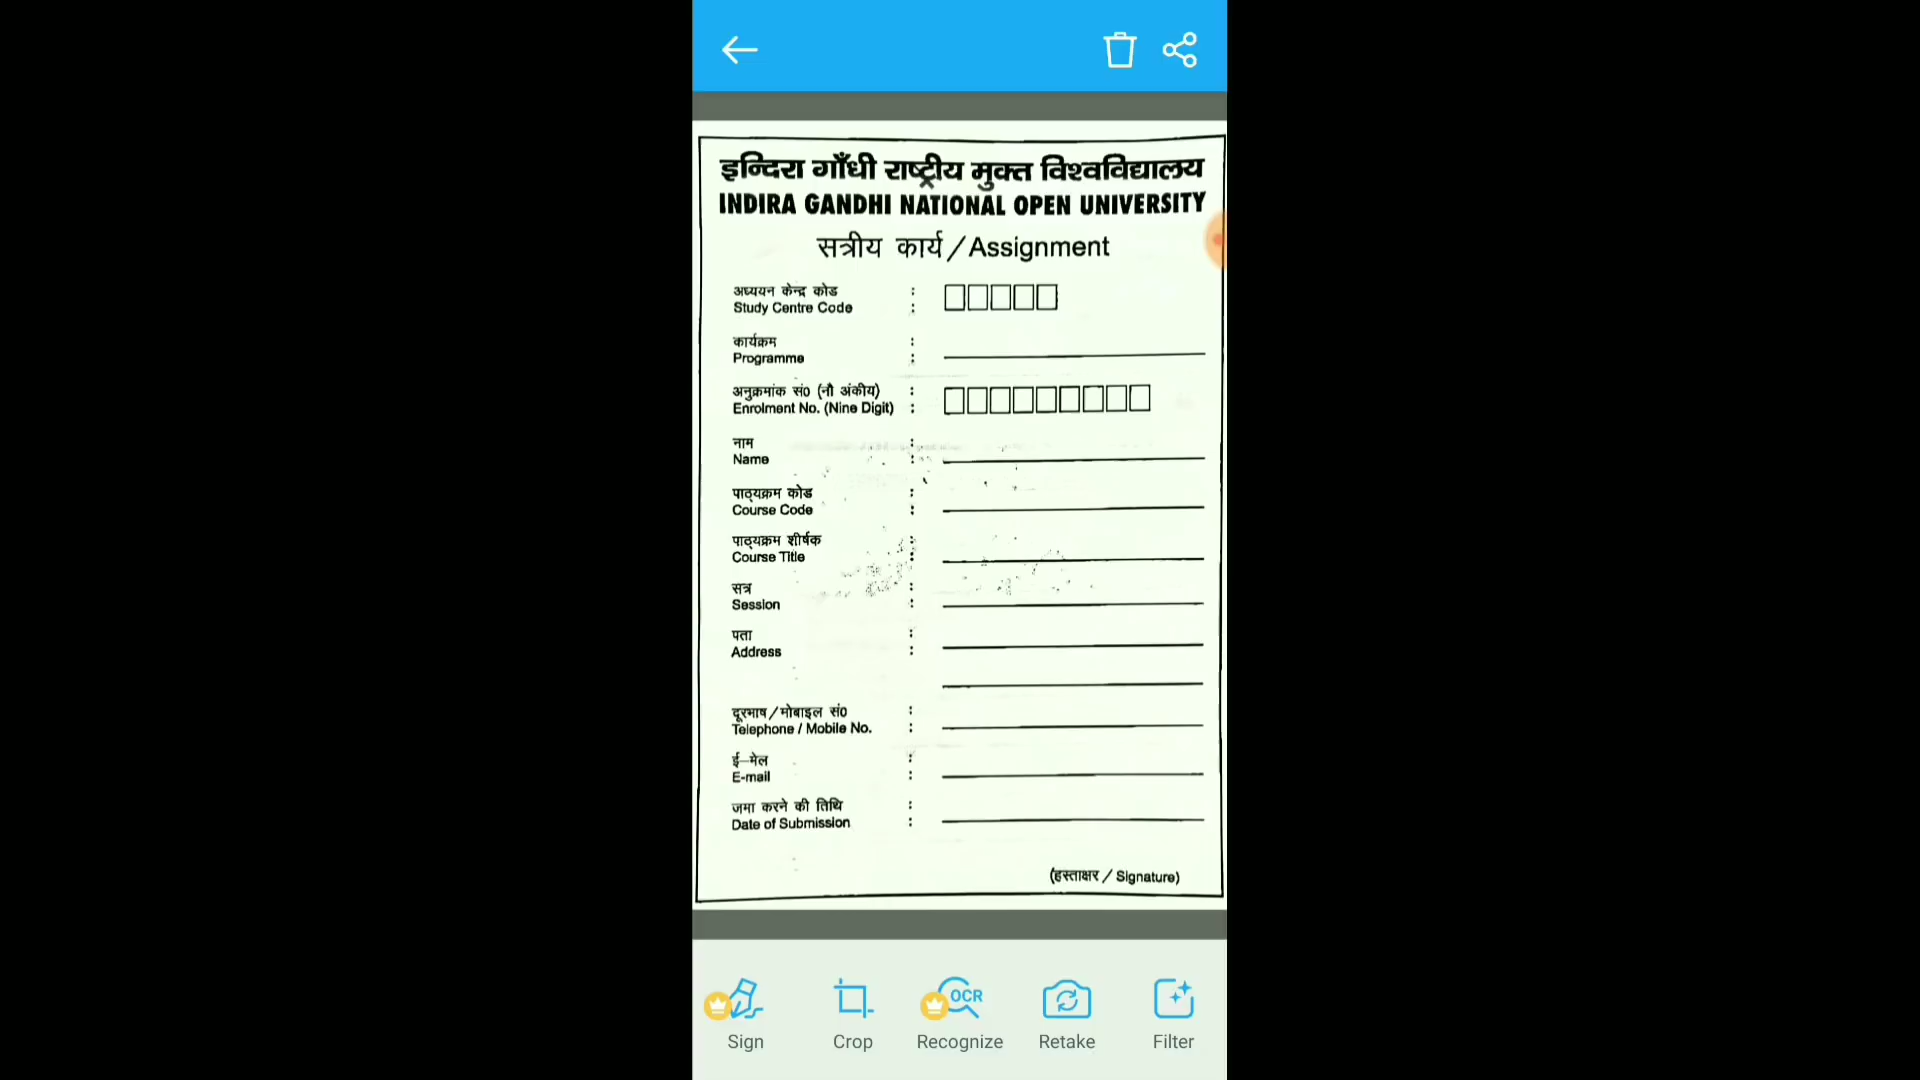 इन्दिरा गाँधी राष्ट्रीय मुक्त विश्वविद्यालय
INDIRA GANDHI NATIONAL OPEN UNIVERSITY
सत्रीय कार्य / Assignment
अध्ययन केन्द्र कोड :
Study Centre Code :
कार्यक्रम :
Programme :
अनुक्रमांक सं0 (नौ अंकीय) :
Enrolment No. (Nine Digit) :
नाम :
Name :
पाठ्यक्रम कोड :
Course Code :
पाठ्यक्रम शीर्षक :
Course Title :
सत्र :
Session :
पता :
Address :
दूरभाष / मोबाइल सं0 :
Telephone / Mobile No. :
ई–मेल :
E-mail :
जमा करने की तिथि :
Date of Submission :
(हस्ताक्षर / Signature)
OCR
Sign Crop Recognize Retake Filter